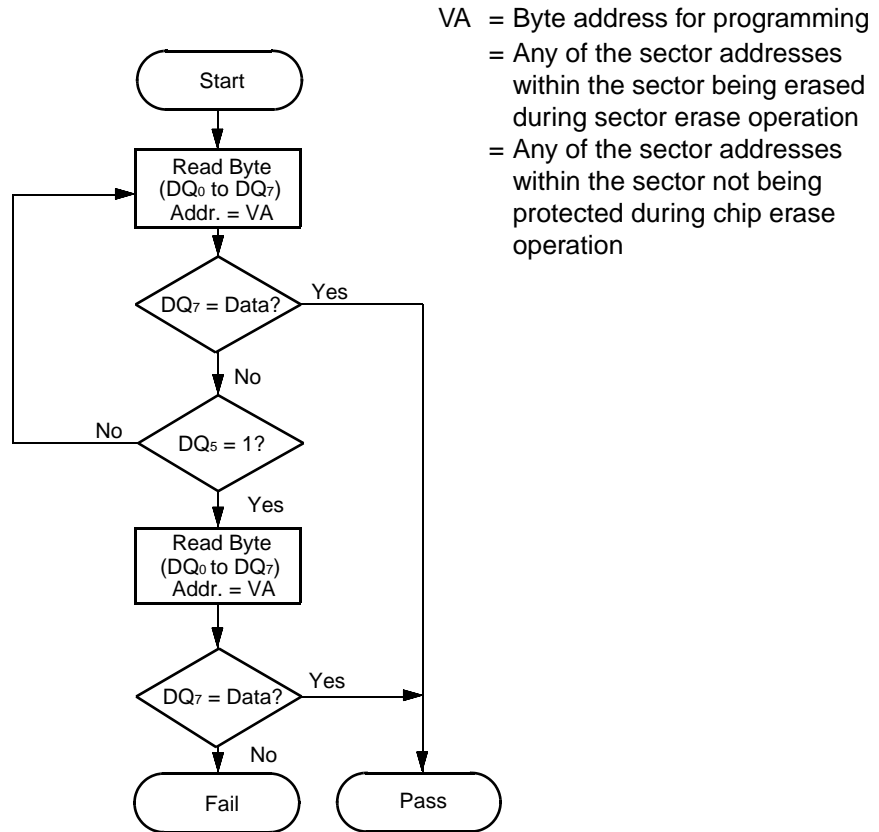 VA = Byte address for programming
= Any of the sector addresses
within the sector being erased
during sector erase operation
= Any of the sector addresses
within the sector not being
protected during chip erase
operation
Start
Read Byte
(DQ₀ to DQ₇)
Addr. = VA
DQ₇ = Data?
Yes
No
DQ₅ = 1?
No
Yes
Read Byte
(DQ₀ to DQ₇)
Addr. = VA
DQ₇ = Data?
Yes
No
Fail
Pass